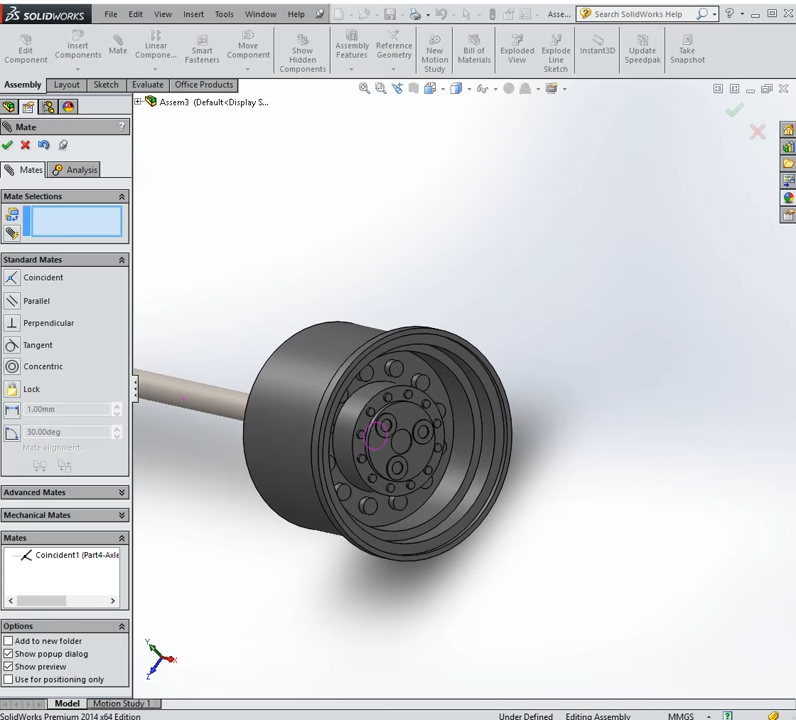 SOLIDWORKS File Edit View Insert Tools Window Help Asse... Search SolidWorks Help
Edit Component
Insert Components
Mate
Linear Compone...
Smart Fasteners
Move Component
Show Hidden Components
Assembly Features
Reference Geometry
New Motion Study
Bill of Materials
Exploded View
Explode Line Sketch
Instant3D
Update Speedpak
Take Snapshot
Assembly Layout Sketch Evaluate Office Products
Assem3 (Default<Display S...
Mate ?
Mates Analysis
Mate Selections
Standard Mates
Coincident
Parallel
Perpendicular
Tangent
Concentric
Lock
1.00mm
30.00deg
Mate alignment:
Advanced Mates
Mechanical Mates
Mates
Coincident1 (Part4-Axle
Options
Add to new folder
Show popup dialog
Show preview
Use for positioning only
Y
X
Z
Model Motion Study 1
SolidWorks Premium 2014 x64 Edition Under Defined Editing Assembly MMGS ?